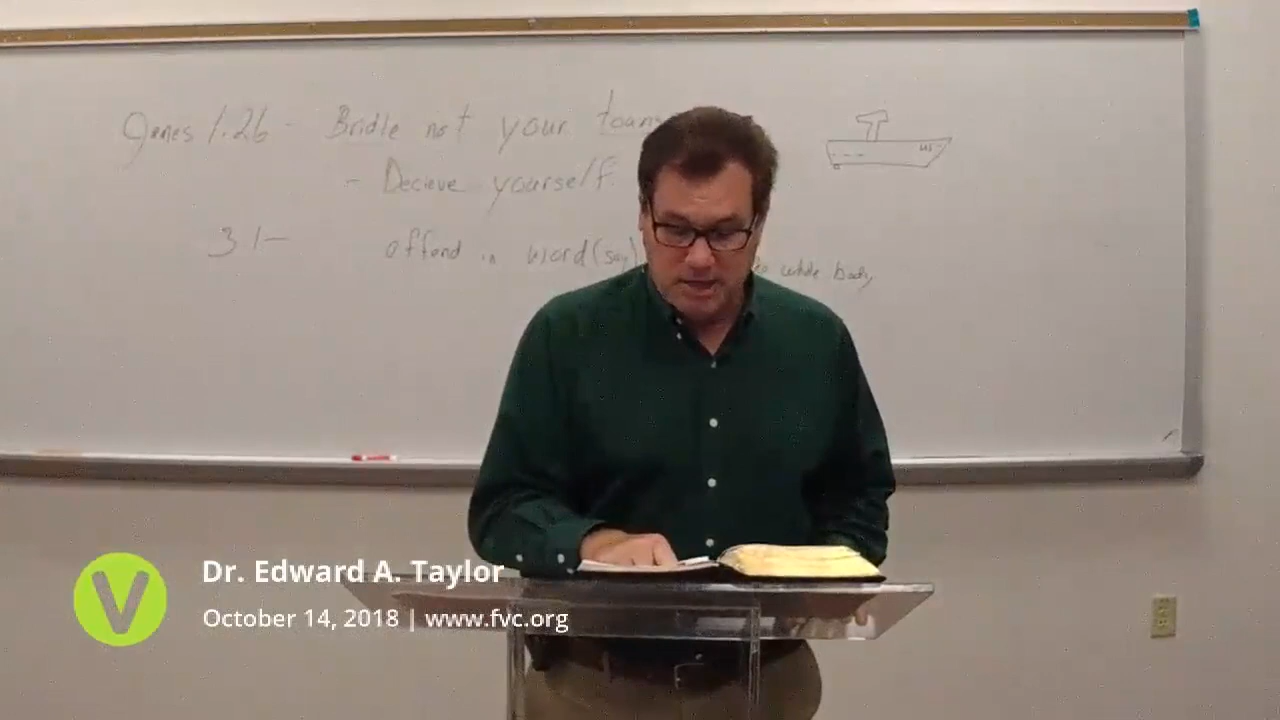 James 1:26 - Bridle not your toung
- Decieve yourself.
3 1-  offend in word (say) whole body
V
Dr. Edward A. Taylor
October 14, 2018 | www.fvc.org